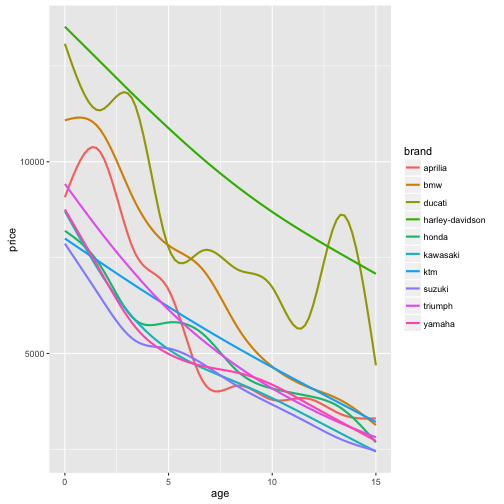 10000
5000
0
5
10
15
age
price
brand
aprilia
bmw
ducati
harley-davidson
honda
kawasaki
ktm
suzuki
triumph
yamaha